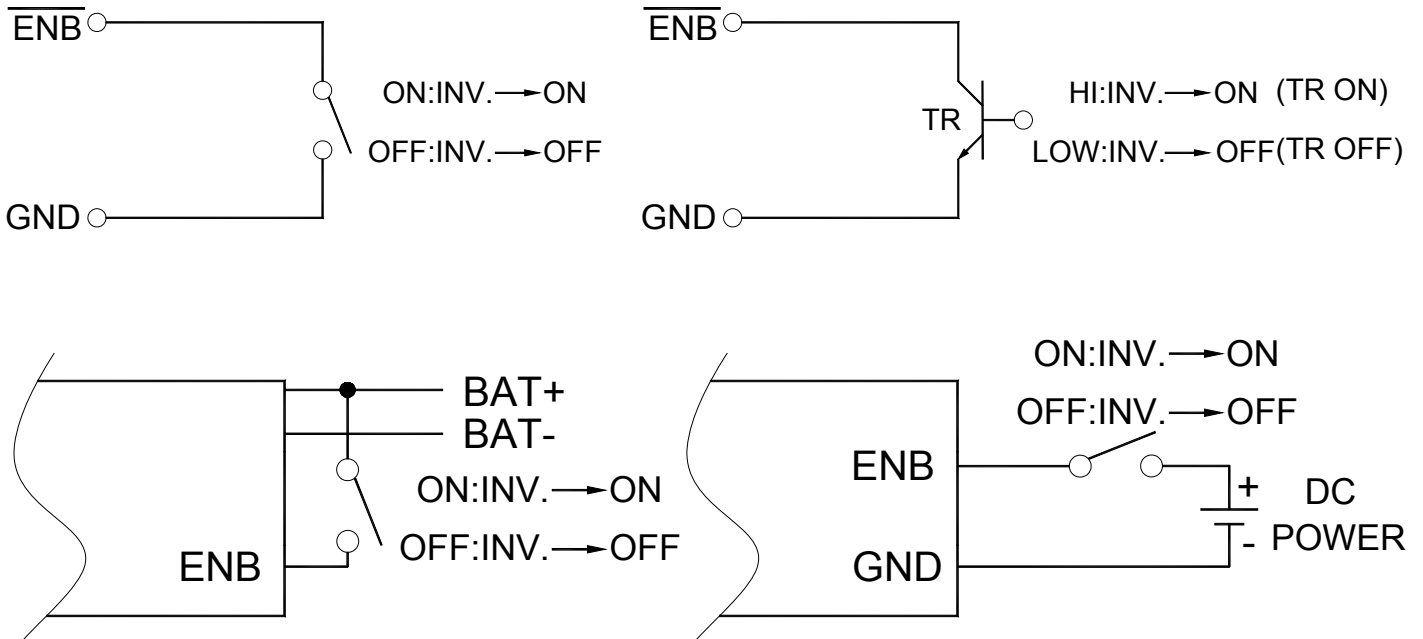 E̅N̅B̅
ON:INV.→ON
OFF:INV.→OFF
GND
E̅N̅B̅
TR
HI:INV.→ON (TR ON)
LOW:INV.→OFF(TR OFF)
GND
BAT+
BAT-
ON:INV.→ON
OFF:INV.→OFF
ENB
ON:INV.→ON
OFF:INV.→OFF
ENB
GND
+
-
DC
POWER